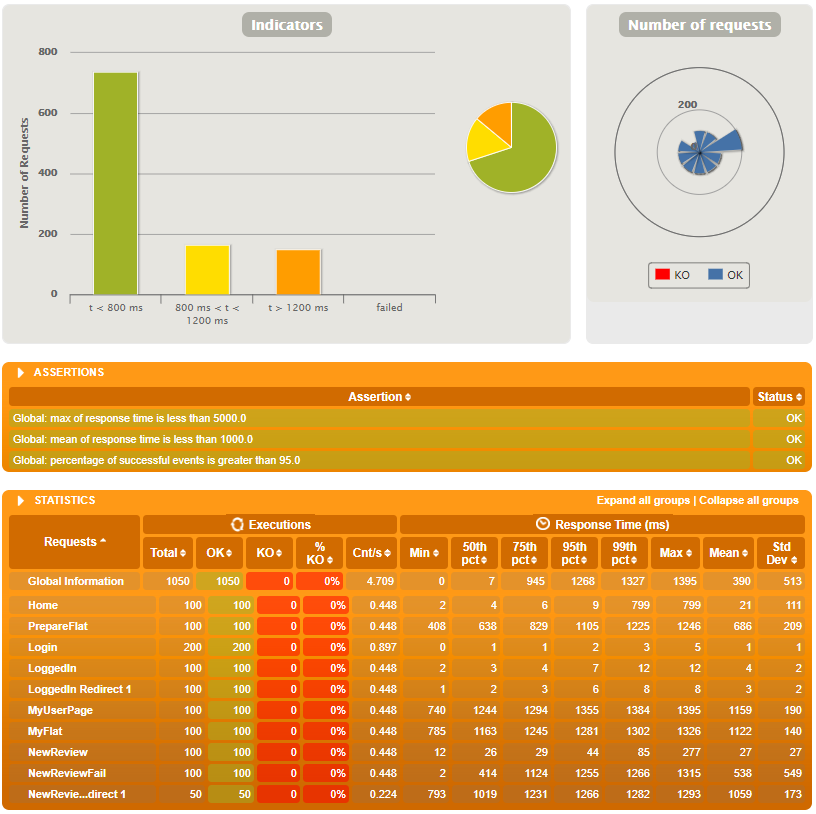 Indicators
Number of Requests
800
600
400
200
0
t < 800 ms
800 ms < t < 1200 ms
t > 1200 ms
failed
Number of requests
200
KO OK
ASSERTIONS
Assertion Status
Global: max of response time is less than 5000.0 OK
Global: mean of response time is less than 1000.0 OK
Global: percentage of successful events is greater than 95.0 OK
STATISTICS Expand all groups | Collapse all groups
Requests Executions Response Time (ms)
Total OK KO % KO Cnt/s Min 50th pct 75th pct 95th pct 99th pct Max Mean Std Dev
Global Information 1050 1050 0 0% 4.709 0 7 945 1268 1327 1395 390 513
Home 100 100 0 0% 0.448 2 4 6 9 799 799 21 111
PrepareFlat 100 100 0 0% 0.448 408 638 829 1105 1225 1246 686 209
Login 200 200 0 0% 0.897 0 1 1 2 3 5 1 1
LoggedIn 100 100 0 0% 0.448 2 3 4 7 12 12 4 2
LoggedIn Redirect 1 100 100 0 0% 0.448 1 2 3 6 8 8 3 2
MyUserPage 100 100 0 0% 0.448 740 1244 1294 1355 1384 1395 1159 190
MyFlat 100 100 0 0% 0.448 785 1163 1245 1281 1302 1326 1122 140
NewReview 100 100 0 0% 0.448 12 26 29 44 85 277 27 27
NewReviewFail 100 100 0 0% 0.448 2 414 1124 1255 1266 1315 538 549
NewRevie...direct 1 50 50 0 0% 0.224 793 1019 1231 1266 1282 1293 1059 173